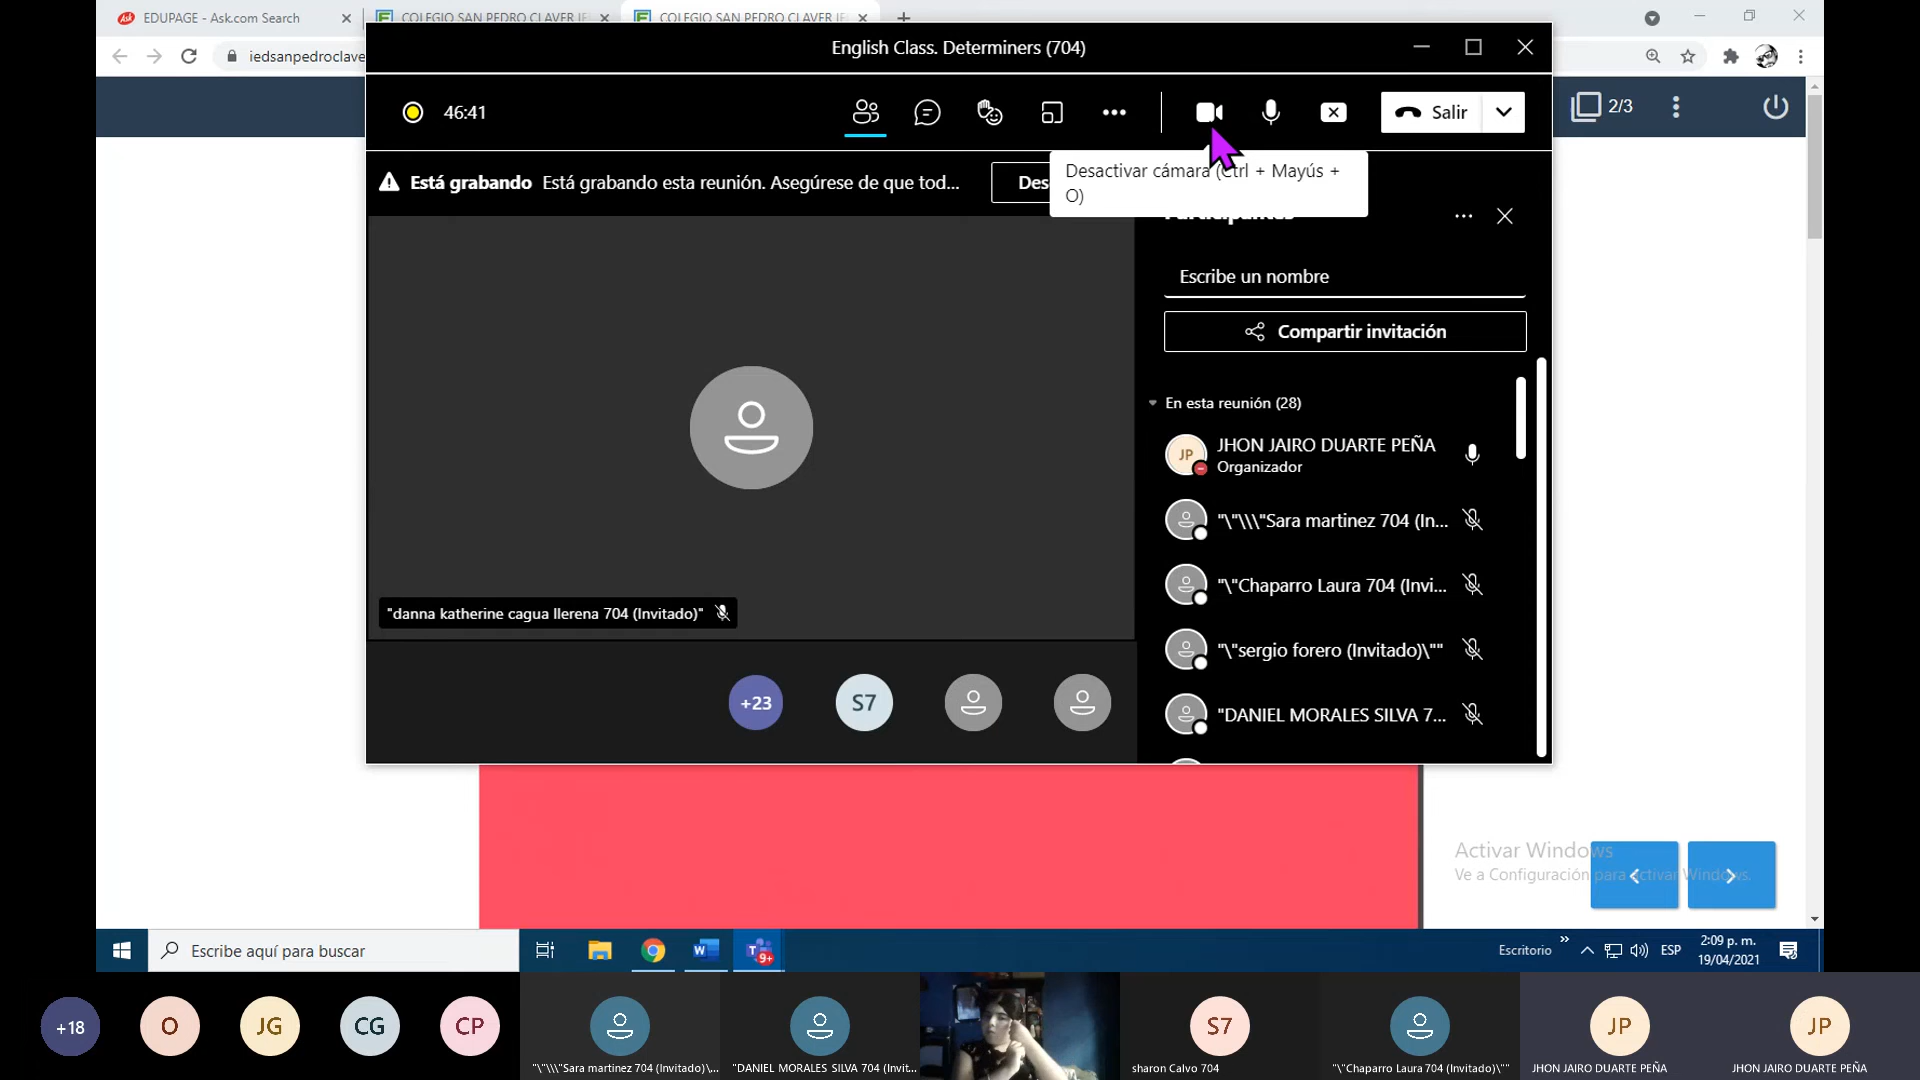 EDUPAGE - Ask.com Search
COLEGIO SAN PEDRO CLAVER IE
COLEGIO SAN PEDRO CLAVER IE
iedsanpedroclave
English Class. Determiners (704)
46:41
Salir
2/3
Está grabando Está grabando esta reunión. Asegúrese de que tod...
Des
Desactivar cámara (Ctrl + Mayús +
O)
Participantes
Escribe un nombre
Compartir invitación
En esta reunión (28)
JP
JHON JAIRO DUARTE PEÑA
Organizador
"\"\\\"Sara martinez 704 (In...
"\"Chaparro Laura 704 (Invi...
"\"sergio forero (Invitado)\""
"DANIEL MORALES SILVA 7...
"danna katherine cagua llerena 704 (Invitado)"
+23
S7
Activar Windows
Ve a Configuración para activar Windows.
Escribe aquí para buscar
W
T
9+
Escritorio
ESP
2:09 p. m.
19/04/2021
+18
O
JG
CG
CP
S7
JP
JP
"\"\\\"Sara martinez 704 (Invitado)\...
"DANIEL MORALES SILVA 704 (Invit...
sharon Calvo 704
"\"Chaparro Laura 704 (Invitado)\""
JHON JAIRO DUARTE PEÑA
JHON JAIRO DUARTE PEÑA